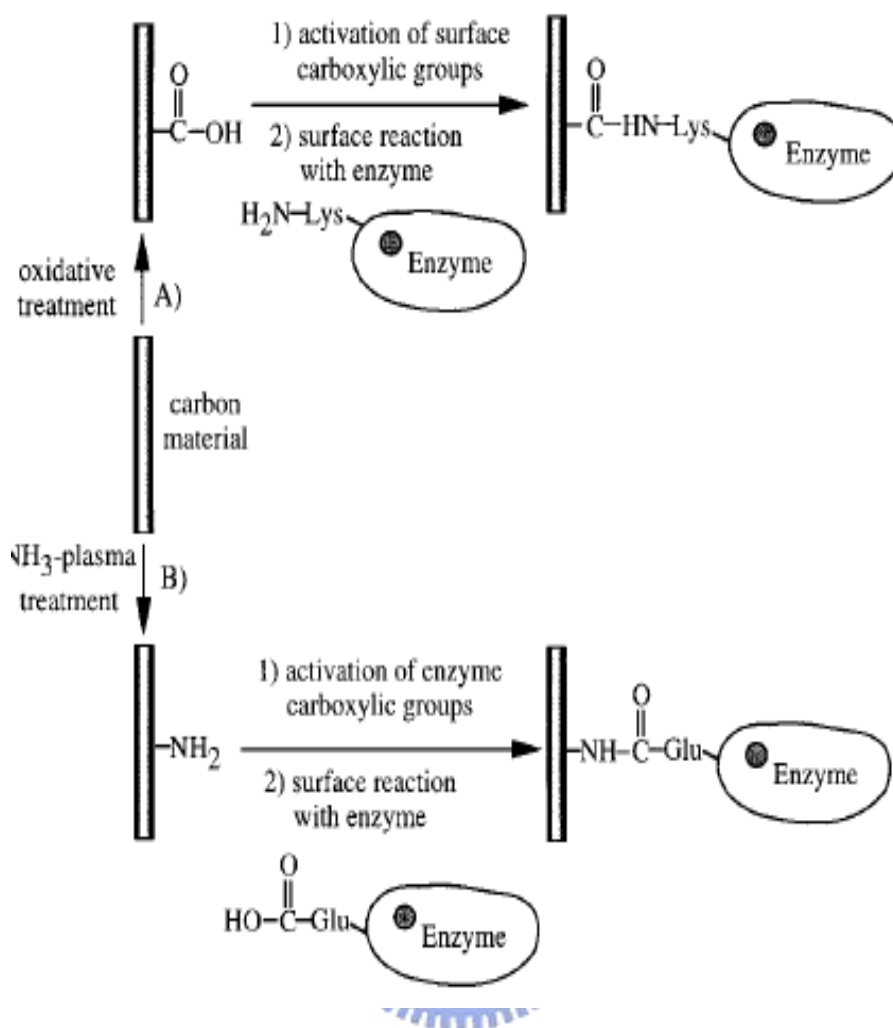 1) activation of surface
carboxylic groups
2) surface reaction
with enzyme
O
C–OH
H2N–Lys
Enzyme
O
C–HN–Lys
Enzyme
oxidative
treatment
A)
carbon
material
NH3-plasma
treatment
B)
NH2
1) activation of enzyme
carboxylic groups
2) surface reaction
with enzyme
O
HO–C–Glu
Enzyme
O
NH–C–Glu
Enzyme